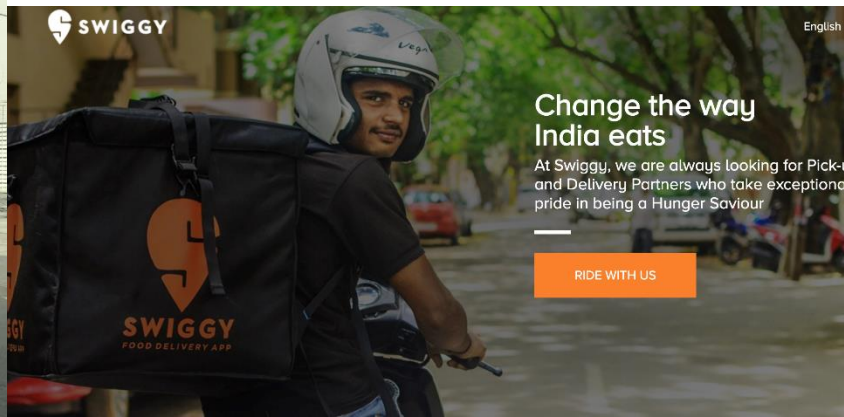 SWIGGY
English
Vega
Change the way
India eats
At Swiggy, we are always looking for Pick-u
and Delivery Partners who take exceptiona
pride in being a Hunger Saviour
RIDE WITH US
SWIGGY
FOOD DELIVERY APP
GGY